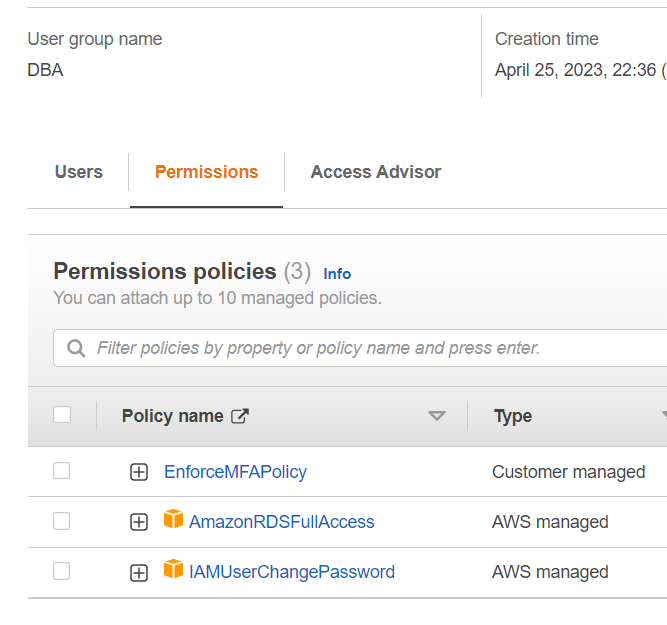 User group name
DBA
Creation time
April 25, 2023, 22:36 (
Users
Permissions
Access Advisor
Permissions policies (3) Info
You can attach up to 10 managed policies.
Filter policies by property or policy name and press enter.
Policy name
Type
EnforceMFAPolicy
Customer managed
AmazonRDSFullAccess
AWS managed
IAMUserChangePassword
AWS managed